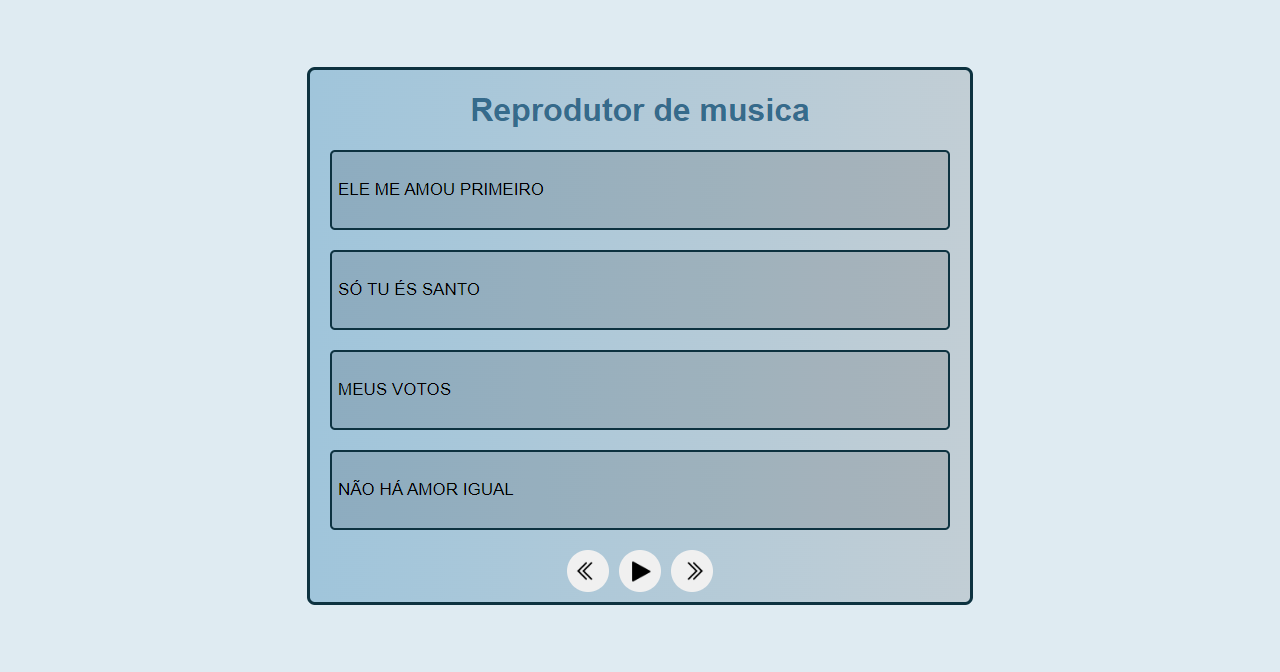 Reprodutor de musica
ELE ME AMOU PRIMEIRO
SÓ TU ÉS SANTO
MEUS VOTOS
NÃO HÁ AMOR IGUAL